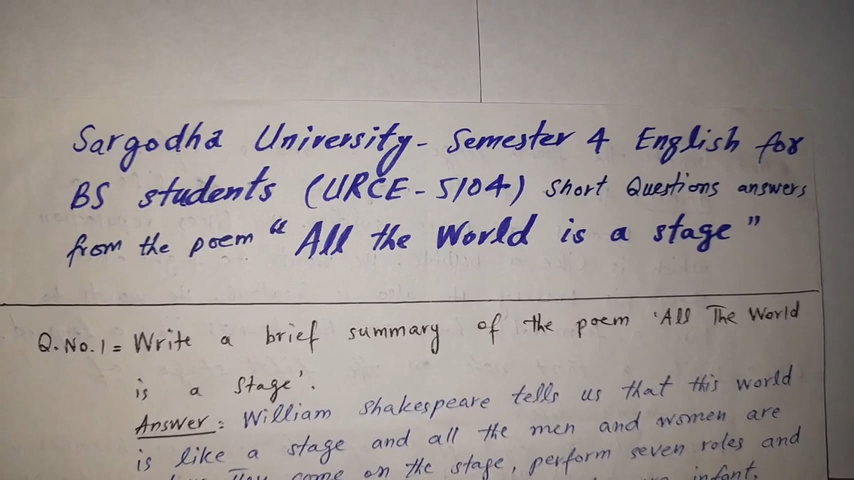 Sargodha University - Semester 4 English for
BS students (URCE - 5104) Short Questions answers
from the poem "All the World is a stage"
Q. No. 1 = Write a brief summary of the poem 'All The World
is a Stage'.
Answer: William Shakespeare tells us that this world
is like a stage and all the men and women are
They come on the stage, perform seven roles and
infant,